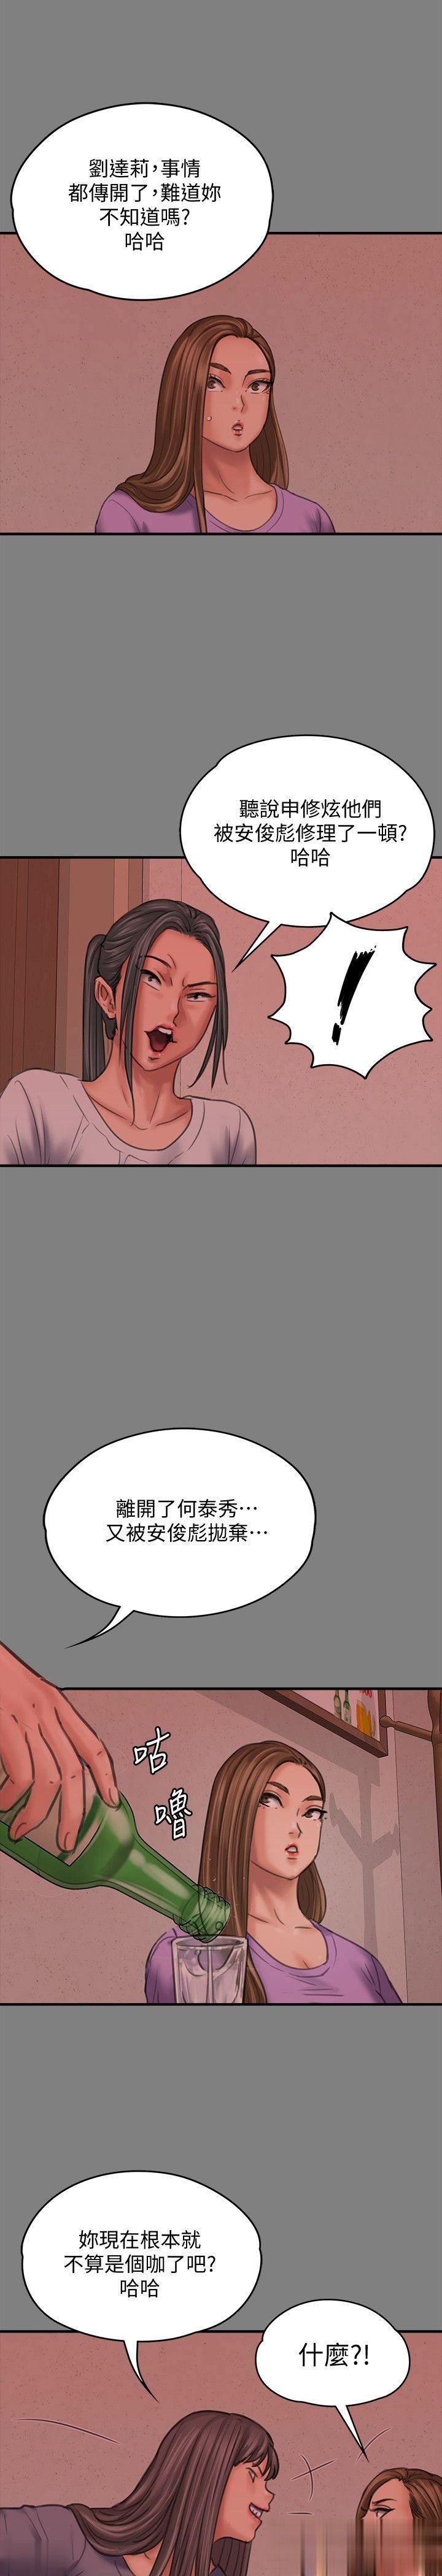 劉達莉,事情
都傳開了,難道妳
不知道嗎?
哈哈
聽說申修炫他們
被安俊彪修理了一頓?
哈哈
!
離開了何泰秀⋯
又被安俊彪拋棄⋯
咕
嚕
妳現在根本就
不算是個咖了吧?
哈哈
什麼?!